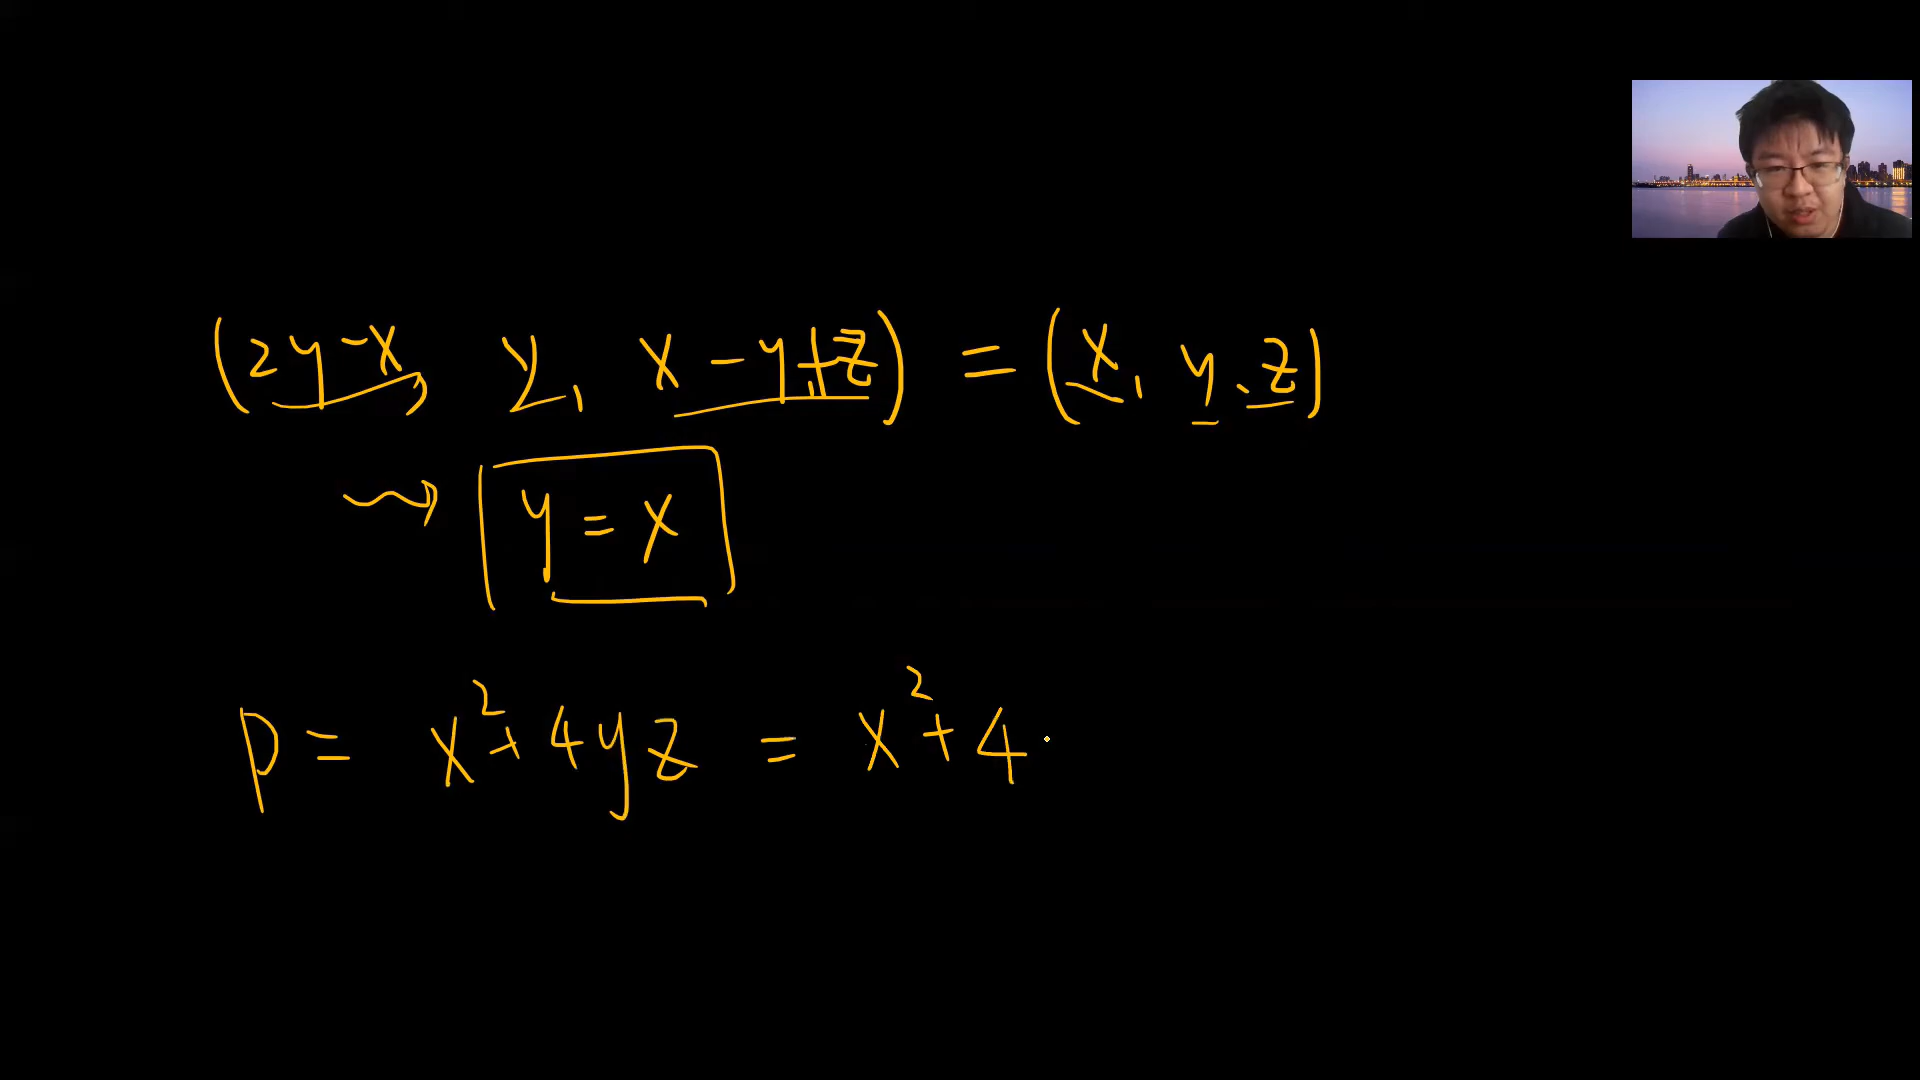 (2y-x, y, x-y+z) = (x, y, z)
⇝ y = x
p = x²+4yz = x²+4